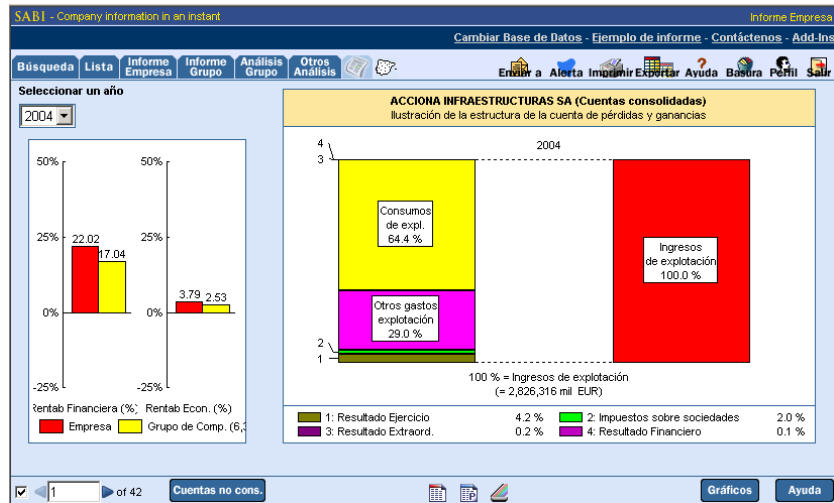 SABI - Company information in an instant
Informe Empresa
Cambiar Base de Datos - Ejemplo de informe - Contáctenos - Add-Ins
Búsqueda Lista Informe Empresa Informe Grupo Análisis Grupo Otros Análisis
Enviar a Alerta Imprimir Exportar Ayuda Basura Perfil Salir
Seleccionar un año
2004
50%
25%
0%
-25%
22.02
17.04
Rentab Financiera (%)
50%
25%
0%
-25%
3.79
2.53
Rentab Econ. (%)
Empresa
Grupo de Comp. (6,3
ACCIONA INFRAESTRUCTURAS SA (Cuentas consolidadas)
Ilustración de la estructura de la cuenta de pérdidas y ganancias
2004
4
3
2
1
Consumos
de expl.
64.4 %
Otros gastos
explotación
29.0 %
Ingresos
de explotación
100.0 %
100 % = Ingresos de explotación
(= 2,826,316 mil EUR)
1: Resultado Ejercicio 4.2 %
2: Impuestos sobre sociedades 2.0 %
3: Resultado Extraord. 0.2 %
4: Resultado Financiero 0.1 %
1 of 42
Cuentas no cons.
Gráficos
Ayuda